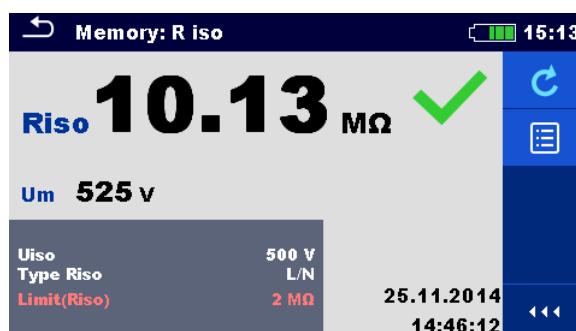 Memory: R iso 15:13
Riso 10.13 MΩ
Um 525 V
Uiso 500 V
Type Riso L/N
Limit(Riso) 2 MΩ
25.11.2014
14:46:12